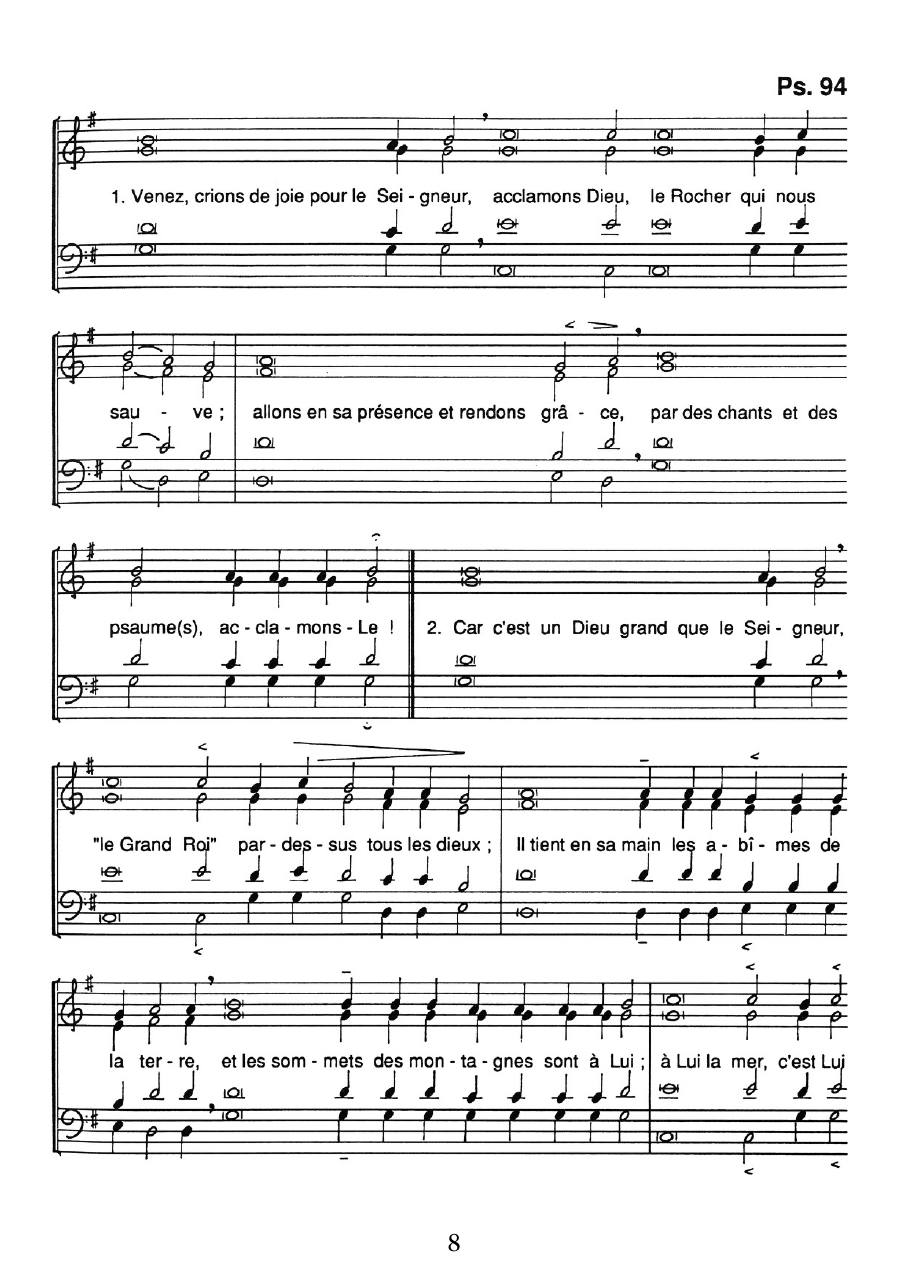 Ps. 94
1. Venez, crions de joie pour le Sei - gneur, acclamons Dieu, le Rocher qui nous
sau - ve ; allons en sa présence et rendons grâ - ce, par des chants et des
psaume(s), ac - cla - mons - Le ! 2. Car c'est un Dieu grand que le Sei - gneur,
"le Grand Roi" par - des - sus tous les dieux ; Il tient en sa main les a - bî - mes de
la ter - re, et les som - mets des mon - ta - gnes sont à Lui ; à Lui la mer, c'est Lui
8